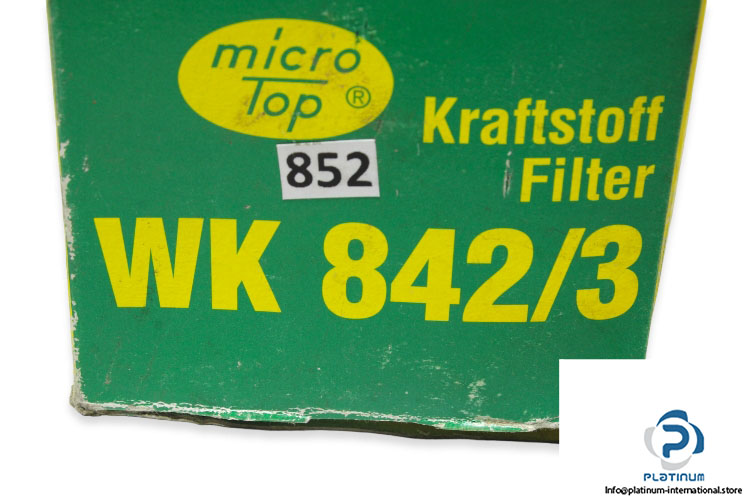 micro
Top ®
Kraftstoff
Filter
852
WK 842/3
P
PLATINUM
Info@platinum-international.store